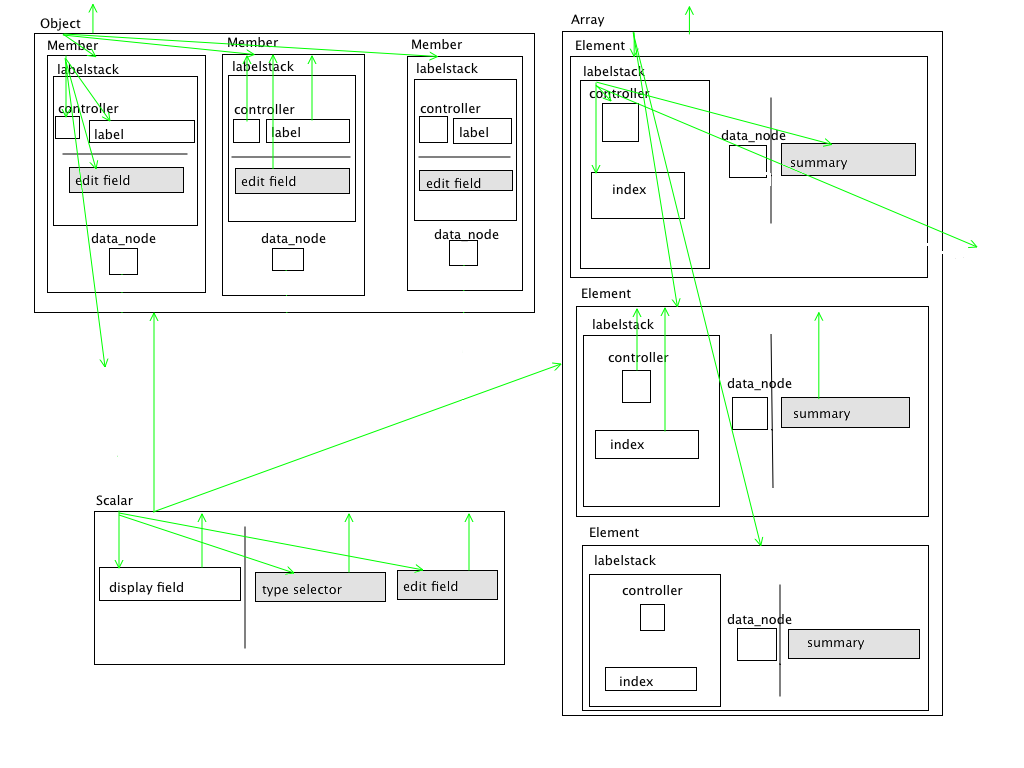 Object
Member
Member
Member
labelstack
labelstack
labelstack
controller
controller
controller
label
label
label
edit field
edit field
edit field
data_node
data_node
data_node
Array
Element
labelstack
controller
data_node
summary
index
Element
labelstack
controller
data_node
summary
index
Element
labelstack
controller
data_node
summary
index
Scalar
display field
type selector
edit field